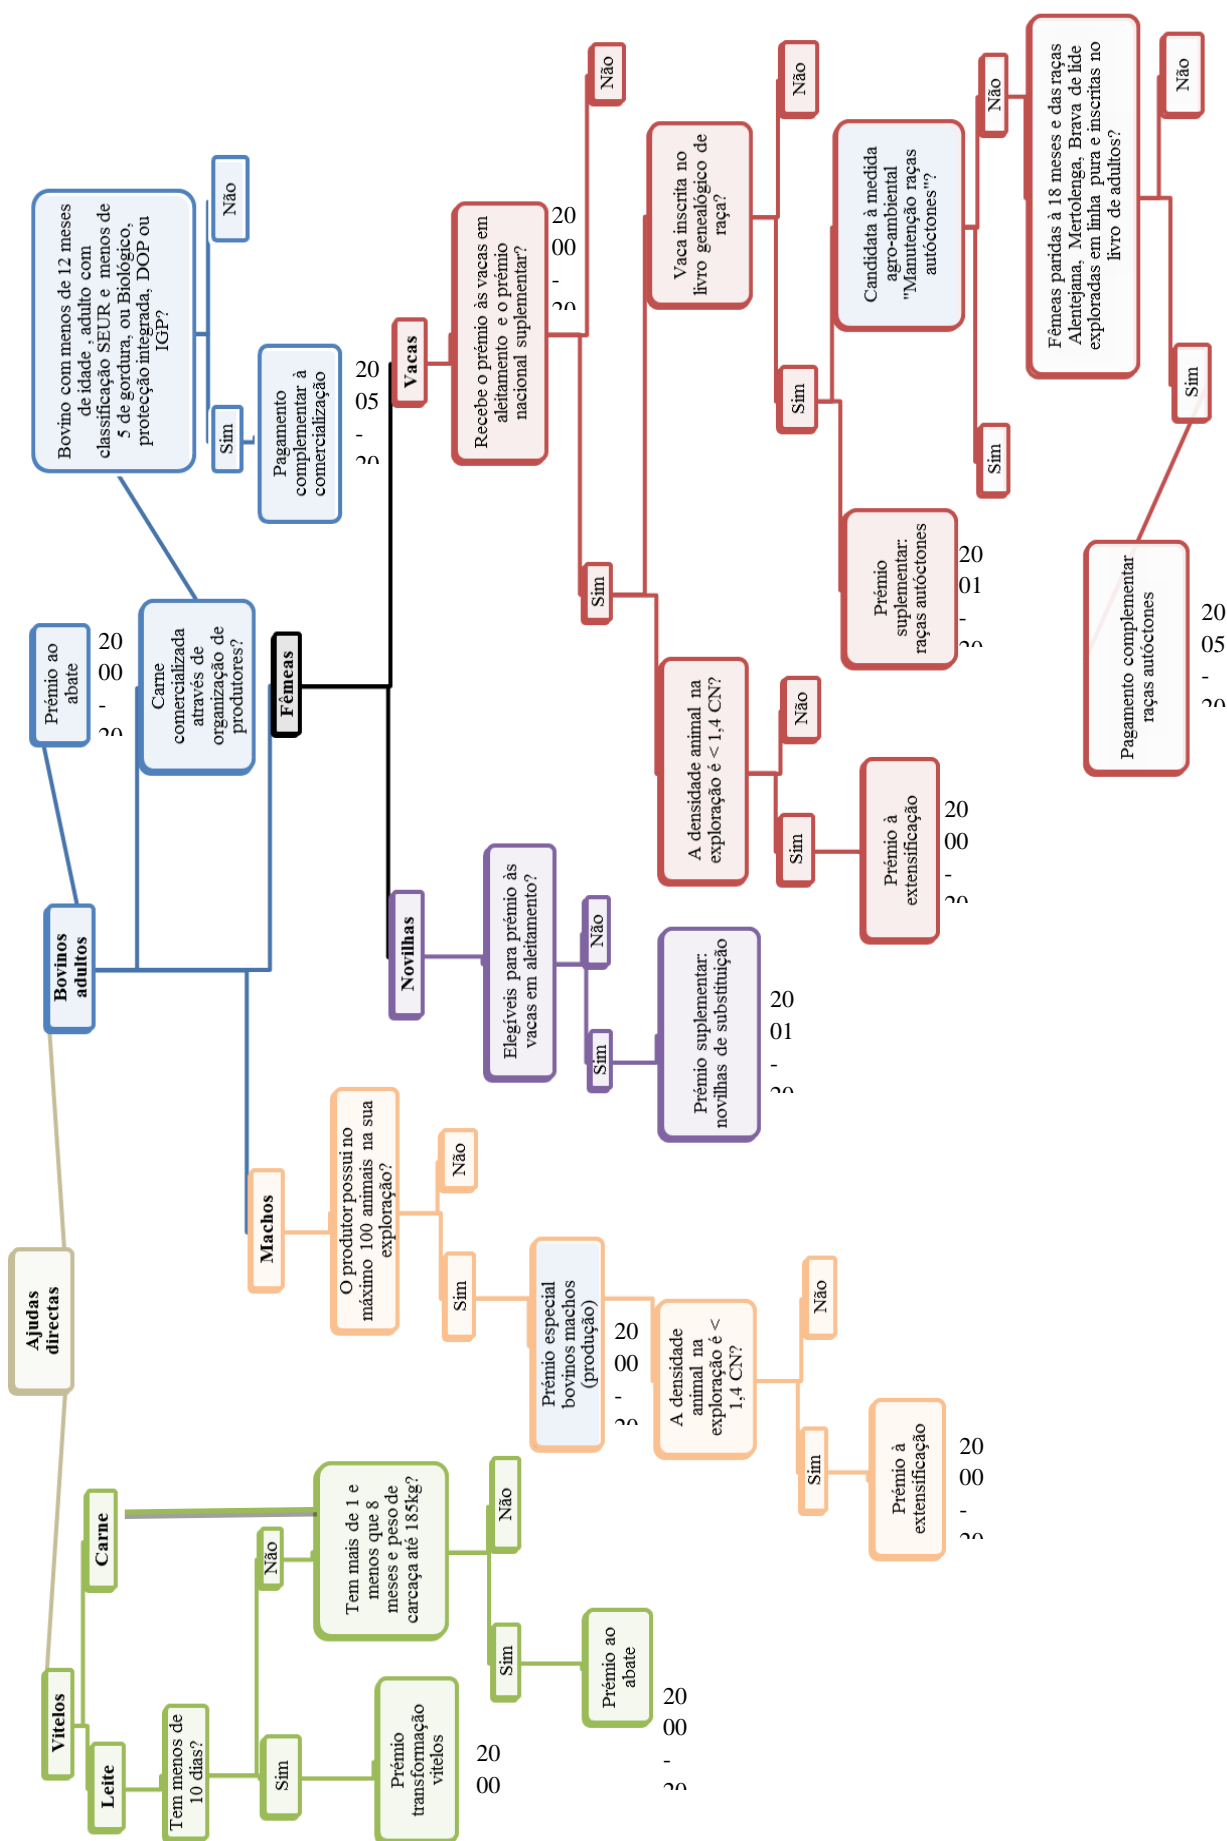 Ajudas
directas
Vitelos
Leite
Tem menos de
10 dias?
Sim
Prémio
transformação
vitelos
20
00
Não
Carne
Tem mais de 1 e
menos que 8
meses e peso de
carcaça até 185kg?
Sim
Prémio ao
abate
20
00
-
20
Não
Bovinos
adultos
Prémio ao
abate
20
00
-
20
Carne
comercializada
através de
organização de
produtores?
Bovino com menos de 12 meses
de idade , adulto com
classificação SEUR e menos de
5 de gordura, ou Biológico,
protecção integrada, DOP ou
IGP?
Sim
Pagamento
complementar à
comercialização
20
05
-
20
Não
Machos
O produtor possui no
máximo 100 animais na sua
exploração?
Sim
Prémio especial
bovinos machos
(produção)
20
00
-
20
A densidade
animal na
exploração é <
1,4 CN?
Sim
Prémio à
extensificação
20
00
-
20
Não
Não
Fêmeas
Novilhas
Elegíveis para prémio às
vacas em aleitamento?
Sim
Prémio suplementar:
novilhas de substituição
20
01
-
20
Não
Vacas
Recebe o prémio às vacas em
aleitamento e o prémio
nacional suplementar?
20
00
-
20
Sim
A densidade animal na
exploração é < 1,4 CN?
Sim
Prémio à
extensificação
20
00
-
20
Não
Vaca inscrita no
livro genealógico de
raça?
Sim
Prémio
suplementar:
raças autóctones
20
01
-
20
Candidata à medida
agro-ambiental
"Manutenção raças
autóctones"?
Sim
Não
Fêmeas paridas à 18 meses e das raças
Alentejana, Mertolenga, Brava de lide
exploradas em linha pura e inscritas no
livro de adultos?
Sim
Pagamento complementar
raças autóctones
20
05
-
20
Não
Não
Não